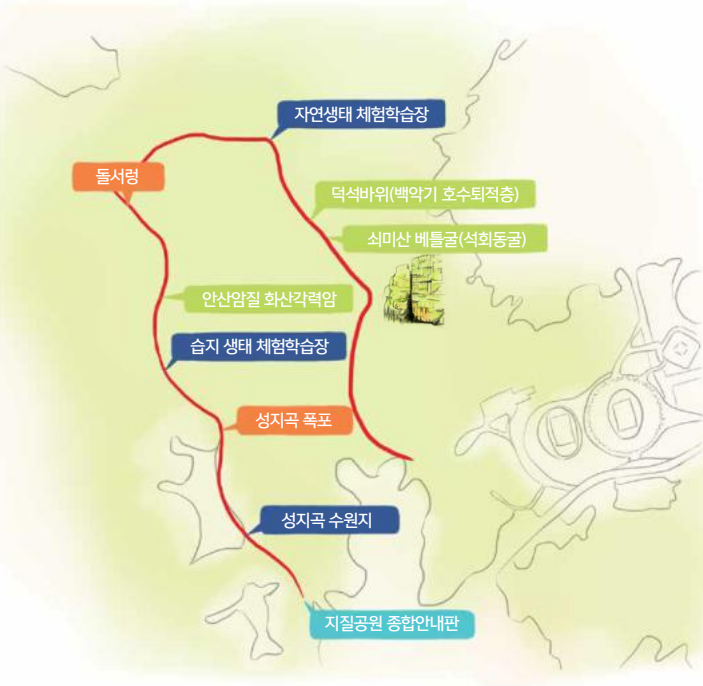 자연생태 체험학습장
돌서렁
덕석바위(백악기 호수퇴적층)
쇠미산 베틀굴(석회동굴)
안산암질 화산각력암
습지 생태 체험학습장
성지곡 폭포
성지곡 수원지
지질공원 종합안내판